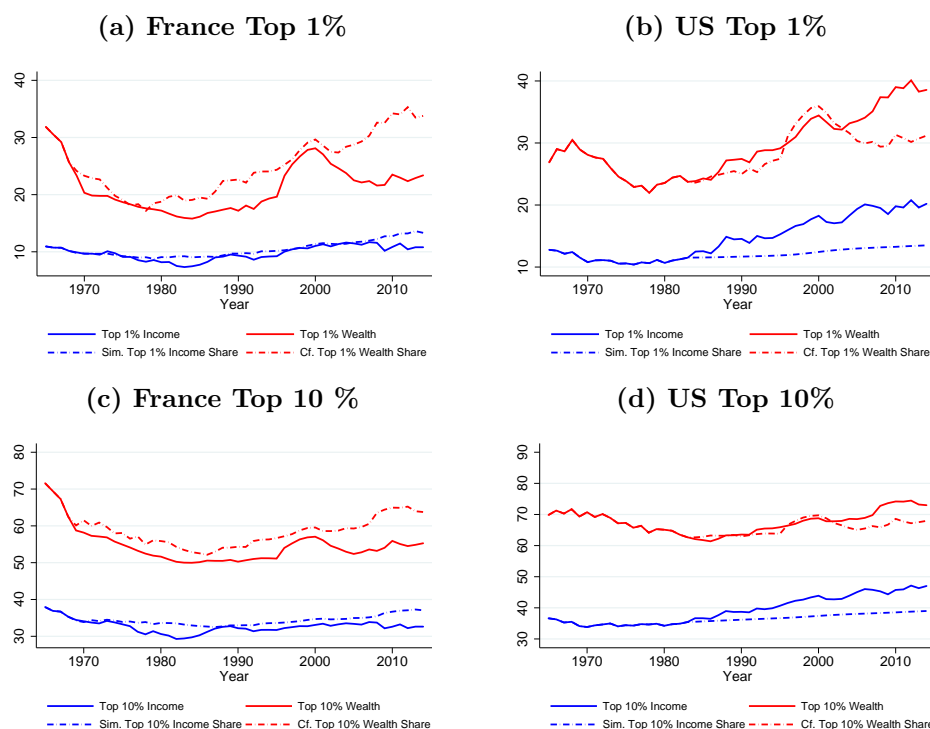 (a) France Top 1%
40
30
20
10
1970 1980 1990 2000 2010
Year
Top 1% Income Top 1% Wealth
Sim. Top 1% Income Share Cf. Top 1% Wealth Share
(b) US Top 1%
40
30
20
10
1970 1980 1990 2000 2010
Year
Top 1% Income Top 1% Wealth
Sim. Top 1% Income Share Cf. Top 1% Wealth Share
(c) France Top 10 %
80
70
60
50
40
30
1970 1980 1990 2000 2010
Year
Top 10% Income Top 10% Wealth
Sim. Top 10% Income Share Cf. Top 10% Wealth Share
(d) US Top 10%
90
80
70
60
50
40
30
1970 1980 1990 2000 2010
Year
Top 10% Income Top 10% Wealth
Sim. Top 10% Income Share Cf. Top 10% Wealth Share